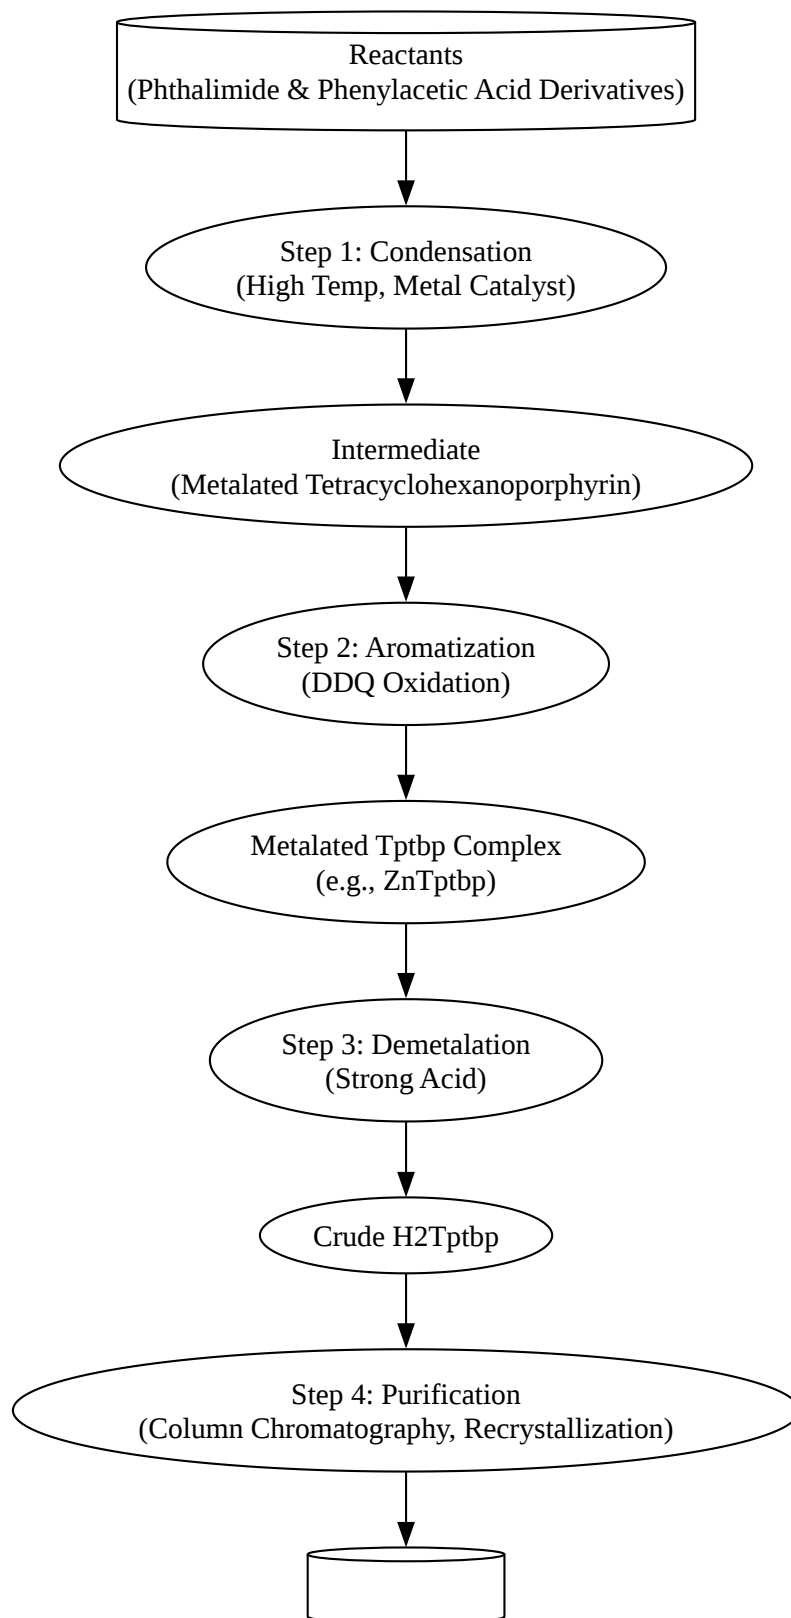 Reactants
(Phthalimide & Phenylacetic Acid Derivatives)
Step 1: Condensation
(High Temp, Metal Catalyst)
Intermediate
(Metalated Tetracyclohexanoporphyrin)
Step 2: Aromatization
(DDQ Oxidation)
Metalated Tptbp Complex
(e.g., ZnTptbp)
Step 3: Demetalation
(Strong Acid)
Crude H2Tptbp
Step 4: Purification
(Column Chromatography, Recrystallization)